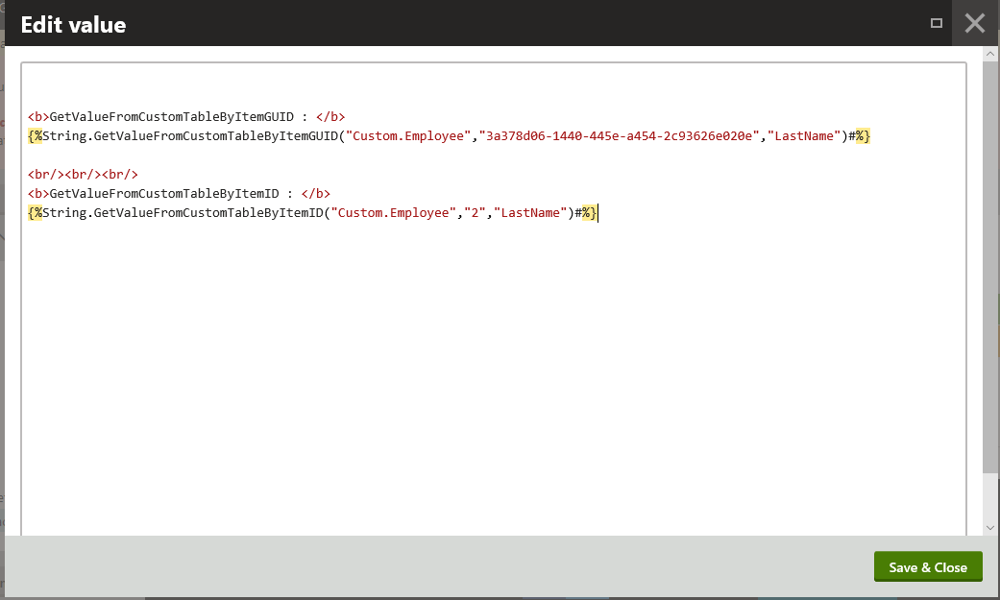 Edit value
<b>GetValueFromCustomTableByItemGUID : </b>
{%String.GetValueFromCustomTableByItemGUID("Custom.Employee","3a378d06-1440-445e-a454-2c93626e020e","LastName")#%}
<br/><br/><br/>
<b>GetValueFromCustomTableByItemID : </b>
{%String.GetValueFromCustomTableByItemID("Custom.Employee","2","LastName")#%}
Save & Close